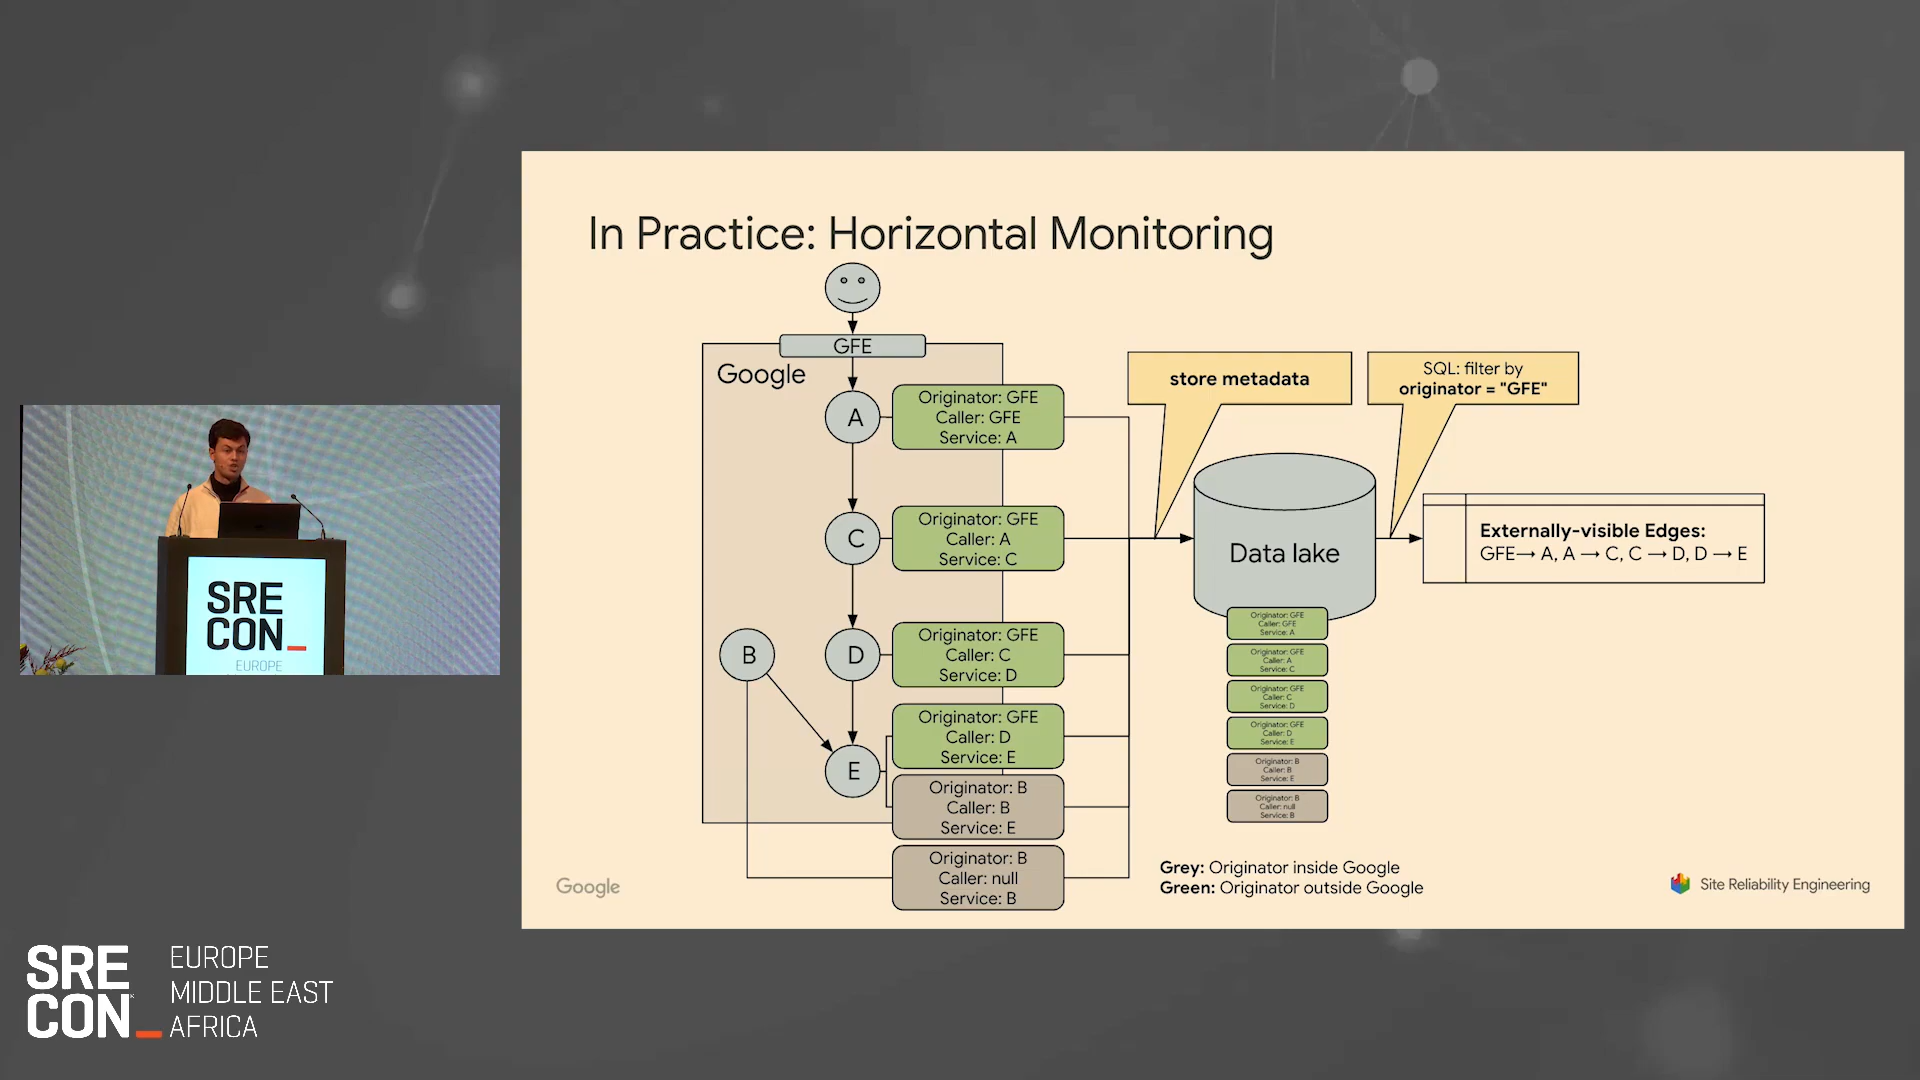 In Practice: Horizontal Monitoring
GFE
Google
A
Originator: GFE
Caller: GFE
Service: A
C
Originator: GFE
Caller: A
Service: C
B
D
Originator: GFE
Caller: C
Service: D
E
Originator: GFE
Caller: D
Service: E
Originator: B
Caller: B
Service: E
Originator: B
Caller: null
Service: B
store metadata
SQL: filter by
originator = "GFE"
Data lake
Originator: GFE
Caller: GFE
Service: A
Originator: GFE
Caller: A
Service: C
Originator: GFE
Caller: C
Service: D
Originator: GFE
Caller: D
Service: E
Originator: B
Caller: B
Service: E
Originator: B
Caller: null
Service: B
Externally-visible Edges:
GFE→ A, A → C, C → D, D → E
Grey: Originator inside Google
Green: Originator outside Google
Google
Site Reliability Engineering
SRE
CON_
EUROPE
SRE
CON_
EUROPE
MIDDLE EAST
AFRICA